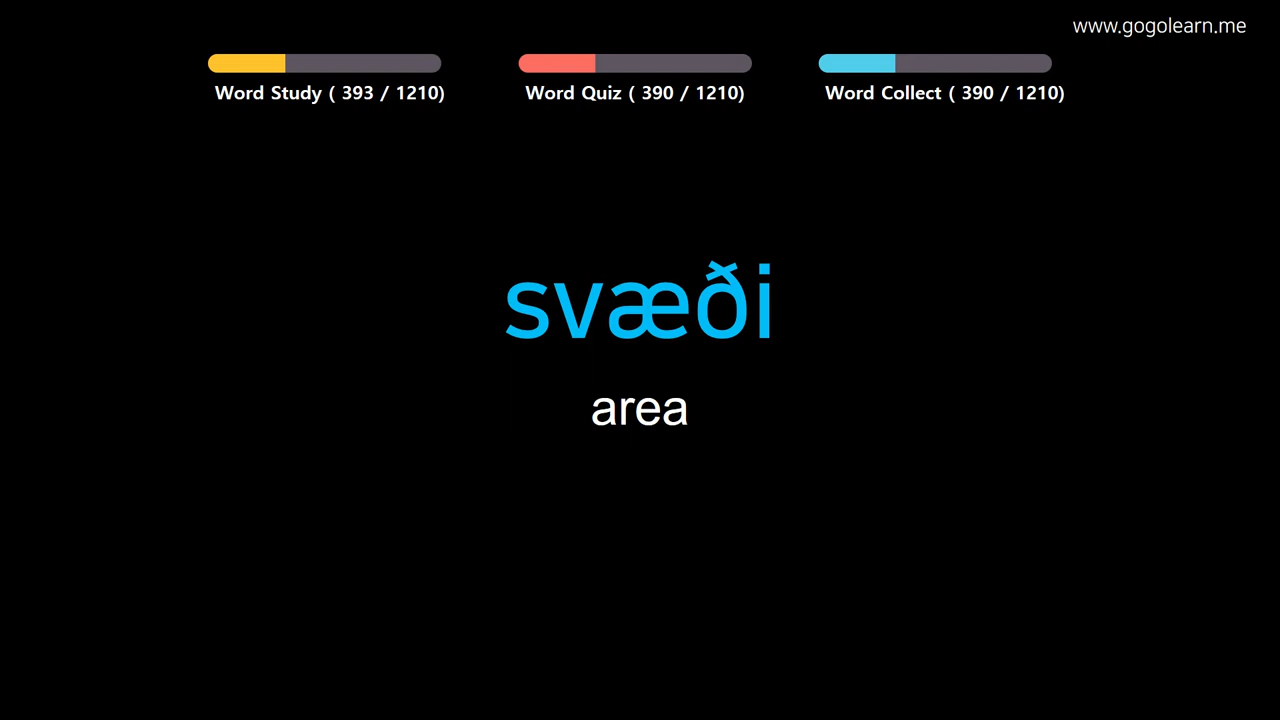 www.gogolearn.me
Word Study ( 393 / 1210)
Word Quiz ( 390 / 1210)
Word Collect ( 390 / 1210)
svæði
area